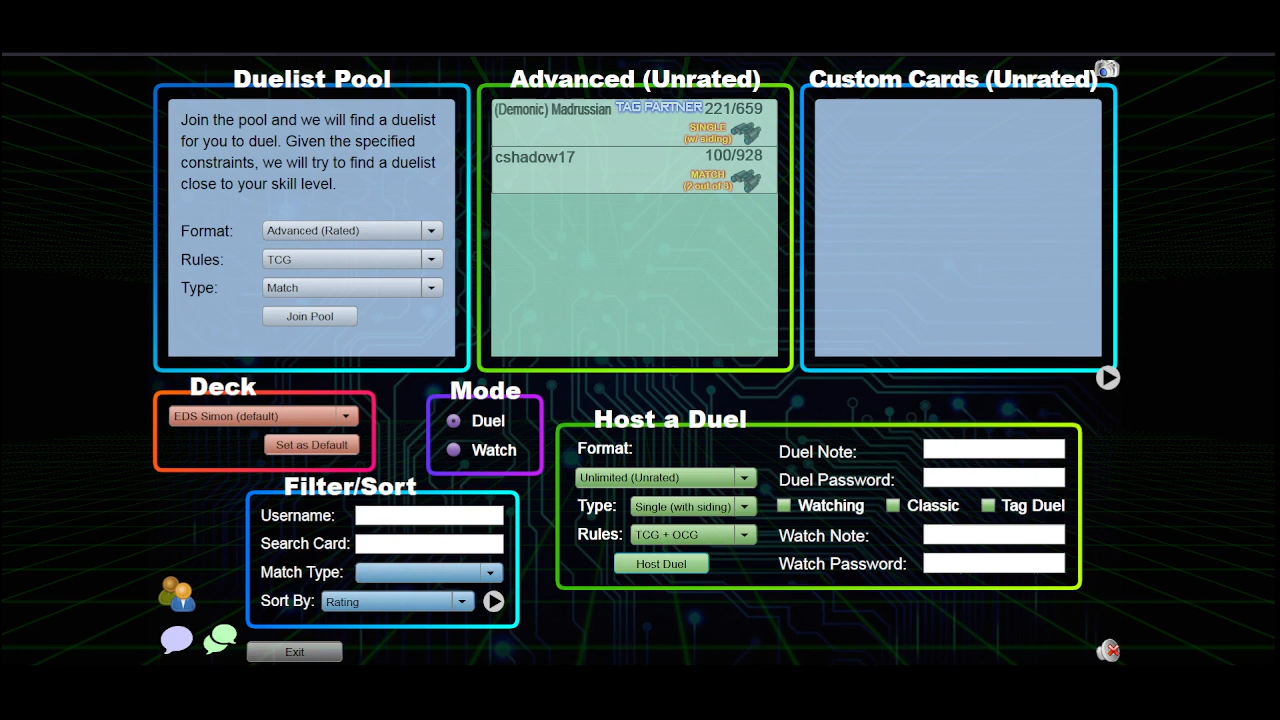 Duelist Pool
Join the pool and we will find a duelist
for you to duel. Given the specified
constraints, we will try to find a duelist
close to your skill level.
Format: Advanced (Rated)
Rules: TCG
Type: Match
Join Pool
Advanced (Unrated)
(Demonic) Madrussian TAG PARTNER 221/659
SINGLE
(w/ siding)
cshadow17 100/928
MATCH
(2 out of 3)
Custom Cards (Unrated)
Deck
EDS Simon (default)
Set as Default
Mode
Duel
Watch
Filter/Sort
Username:
Search Card:
Match Type:
Sort By: Rating
Exit
Host a Duel
Format:
Unlimited (Unrated)
Type: Single (with siding)
Rules: TCG + OCG
Host Duel
Duel Note:
Duel Password:
Watching Classic Tag Duel
Watch Note:
Watch Password: